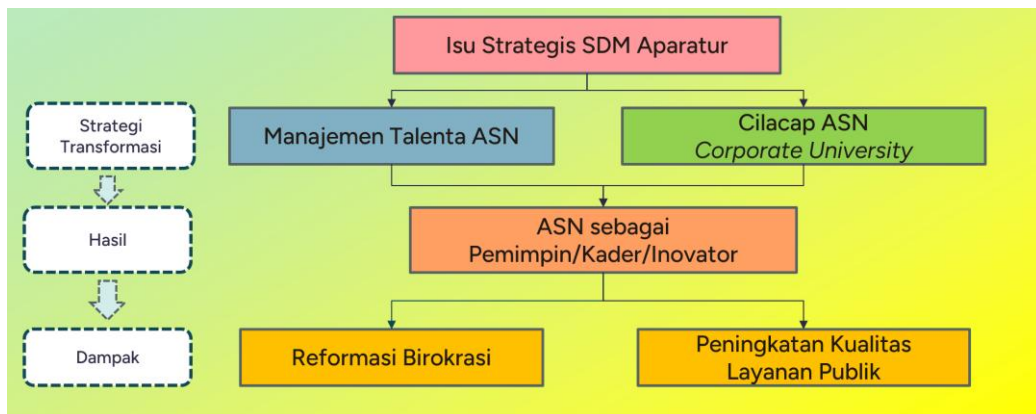 Isu Strategis SDM Aparatur
Strategi
Transformasi
Manajemen Talenta ASN
Cilacap ASN
Corporate University
Hasil
ASN sebagai
Pemimpin/Kader/Inovator
Dampak
Reformasi Birokrasi
Peningkatan Kualitas
Layanan Publik